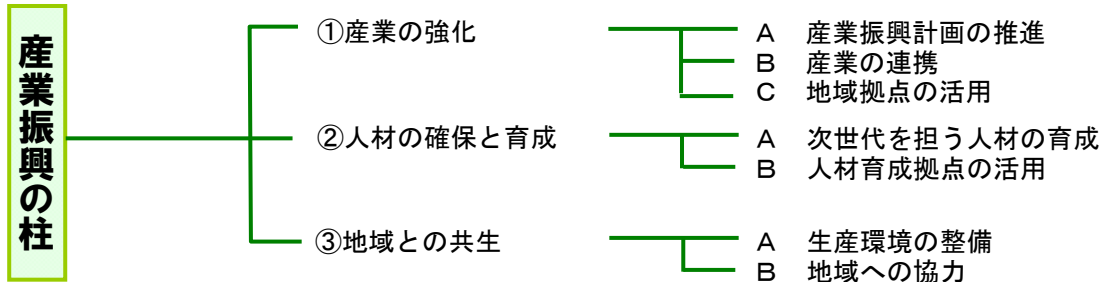 産業振興の柱
①産業の強化
A 産業振興計画の推進
B 産業の連携
C 地域拠点の活用
②人材の確保と育成
A 次世代を担う人材の育成
B 人材育成拠点の活用
③地域との共生
A 生産環境の整備
B 地域への協力